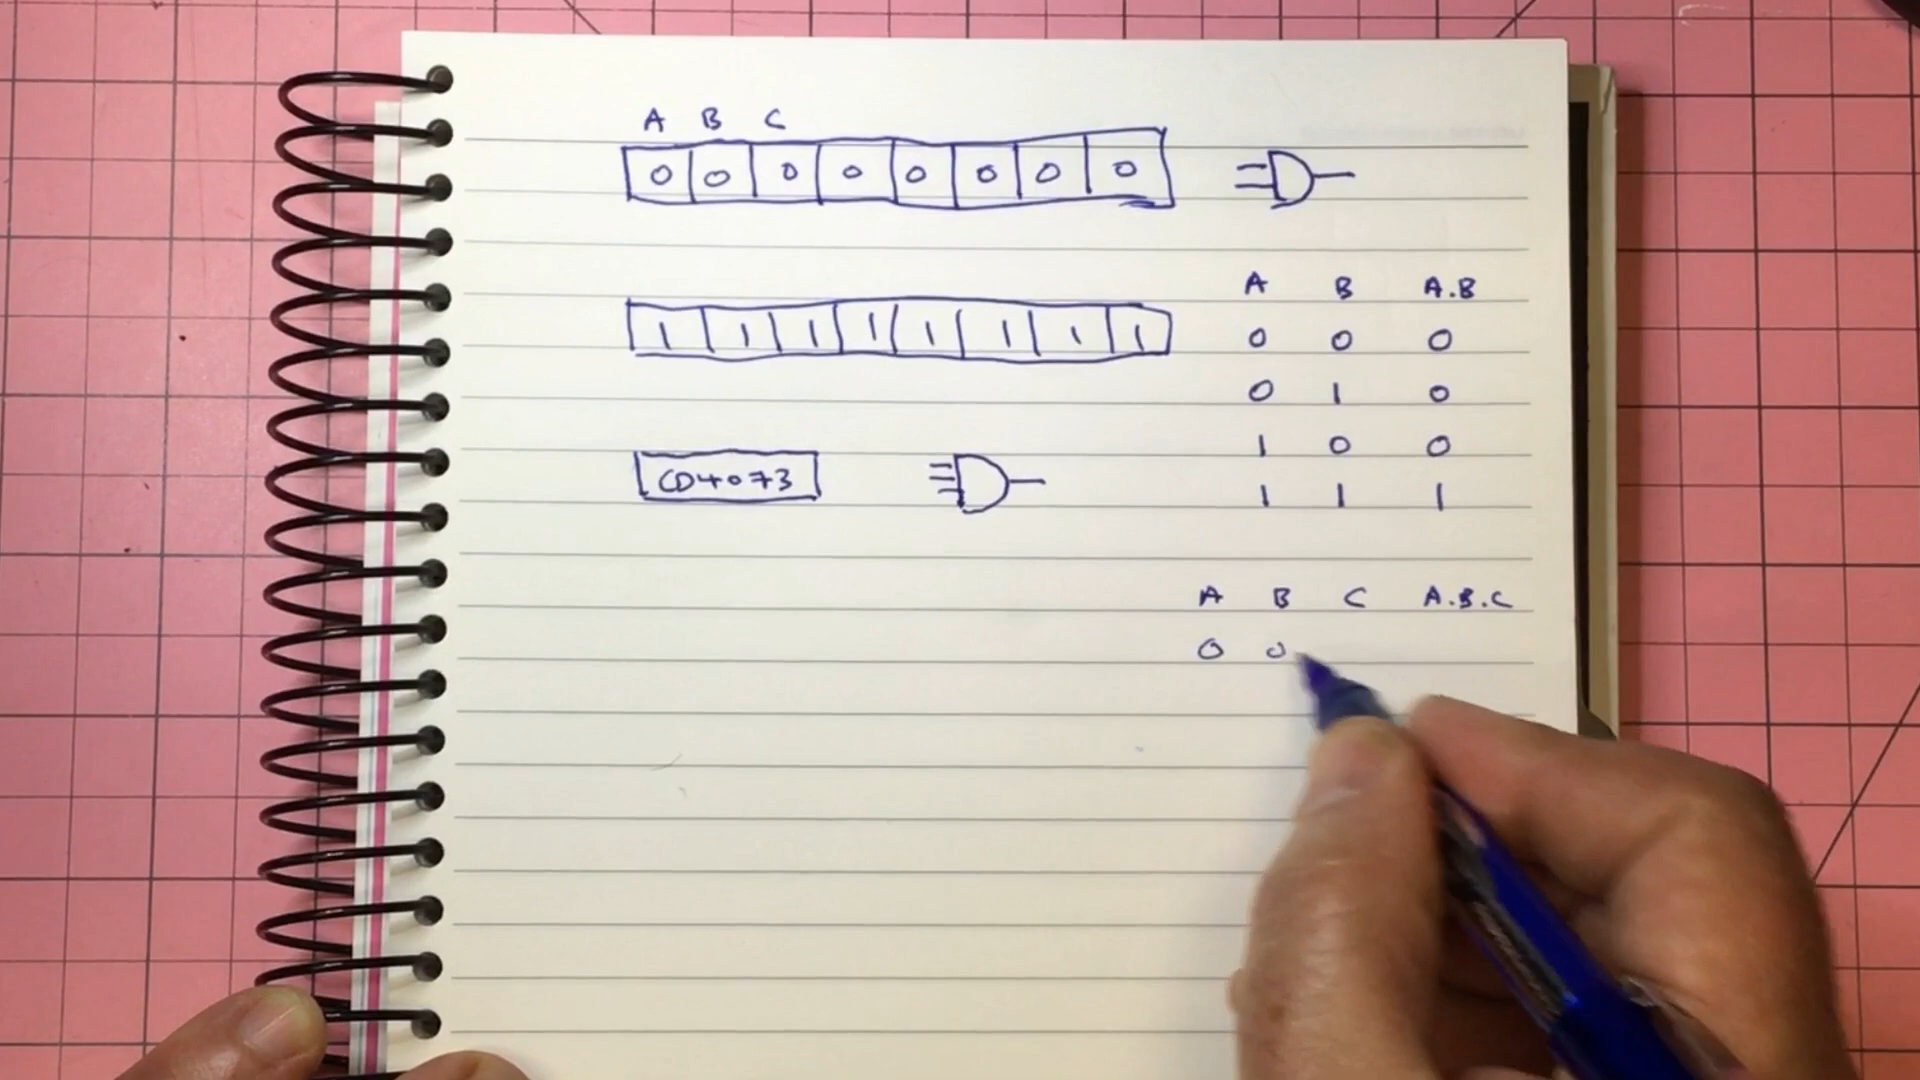 A B C
0 0 0 0 0 0 0 0
A B A.B
1 1 1 1 1 1 1 1
0 0 0
0 1 0
1 0 0
CD4073
1 1 1
A B C A.B.C
0 0